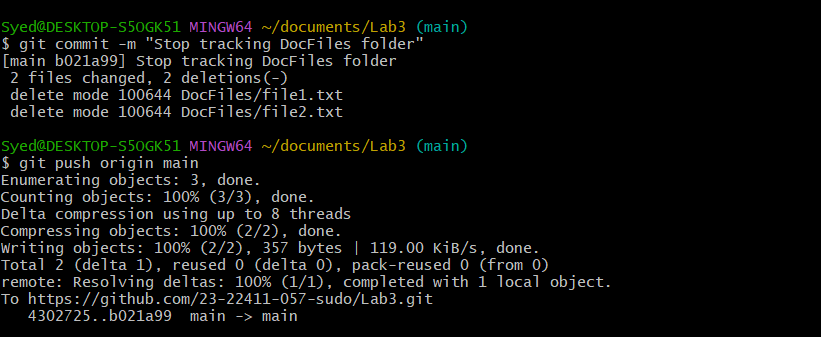 Syed@DESKTOP-S5OGK51 MINGW64 ~/documents/Lab3 (main)
$ git commit -m "Stop tracking DocFiles folder"
[main b021a99] Stop tracking DocFiles folder
 2 files changed, 2 deletions(-)
 delete mode 100644 DocFiles/file1.txt
 delete mode 100644 DocFiles/file2.txt
Syed@DESKTOP-S5OGK51 MINGW64 ~/documents/Lab3 (main)
$ git push origin main
Enumerating objects: 3, done.
Counting objects: 100% (3/3), done.
Delta compression using up to 8 threads
Compressing objects: 100% (2/2), done.
Writing objects: 100% (2/2), 357 bytes | 119.00 KiB/s, done.
Total 2 (delta 1), reused 0 (delta 0), pack-reused 0 (from 0)
remote: Resolving deltas: 100% (1/1), completed with 1 local object.
To https://github.com/23-22411-057-sudo/Lab3.git
   4302725..b021a99  main -> main